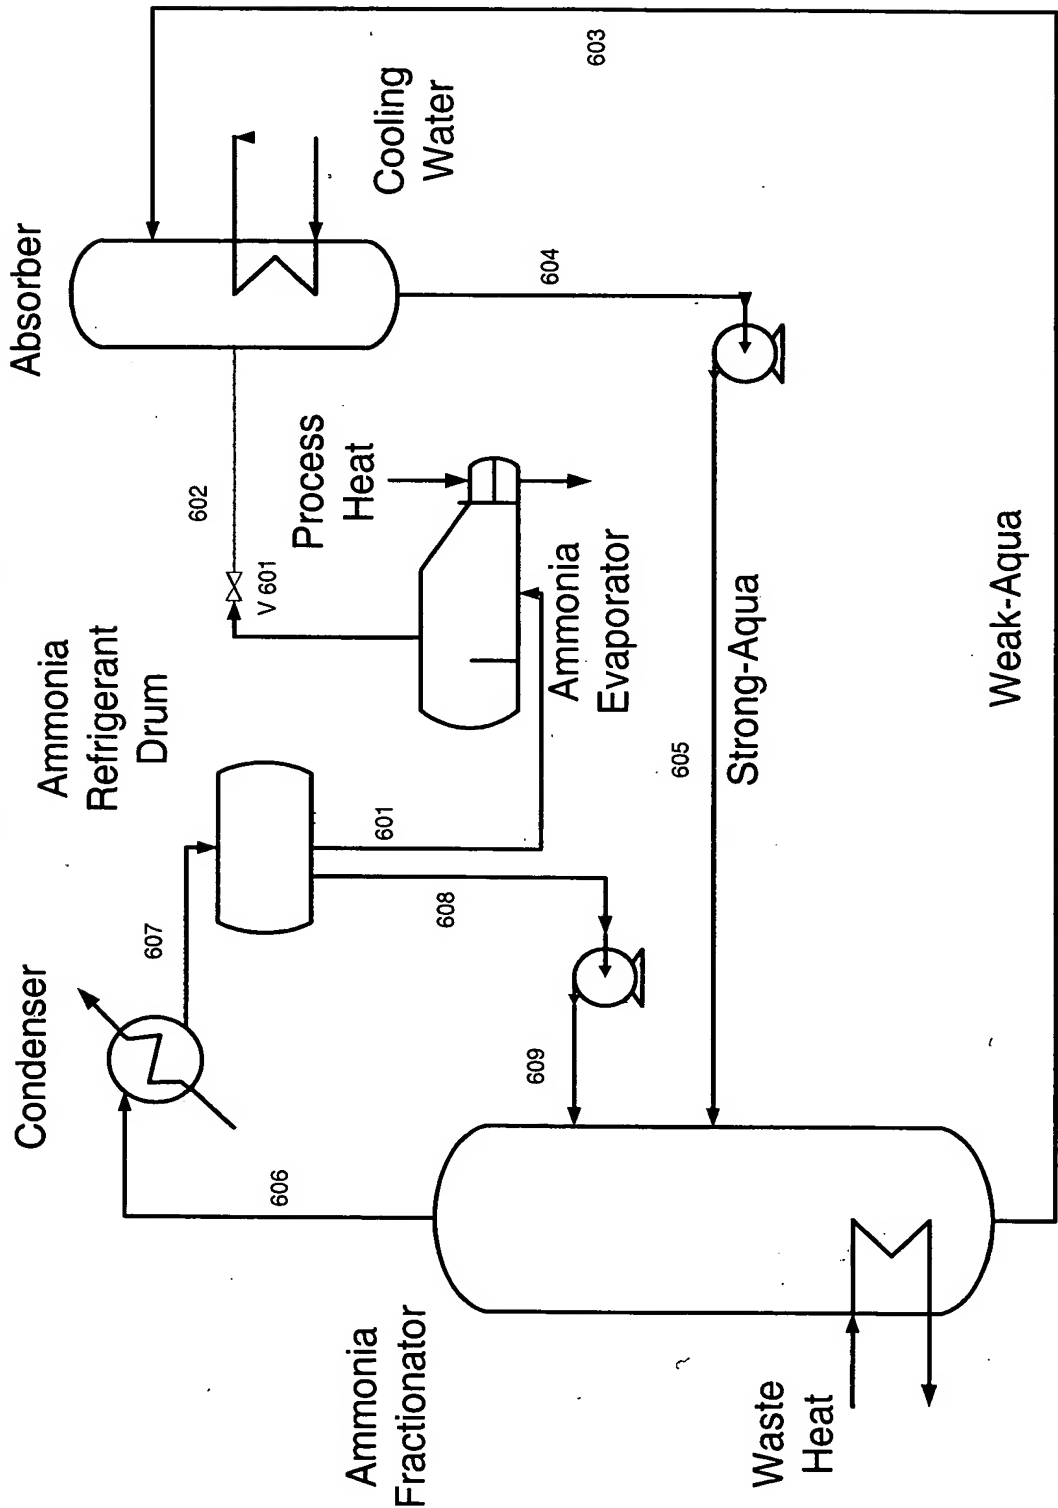 Condenser
Ammonia
Refrigerant
Drum
Absorber
607
606
608
601
V 601
602
603
Process
Heat
Cooling
Water
Ammonia
Fractionator
609
Ammonia
Evaporator
604
605
Strong-Aqua
Waste
Heat
Weak-Aqua